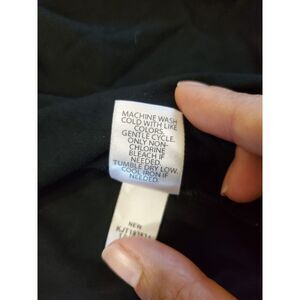 MACHINE WASH
COLD WITH LIKE
COLORS.
GENTLE CYCLE.
ONLY NON-
CHLORINE
BLEACH IF
NEEDED.
TUMBLE DRY LOW.
COOL IRON IF
NEEDED.
NEW